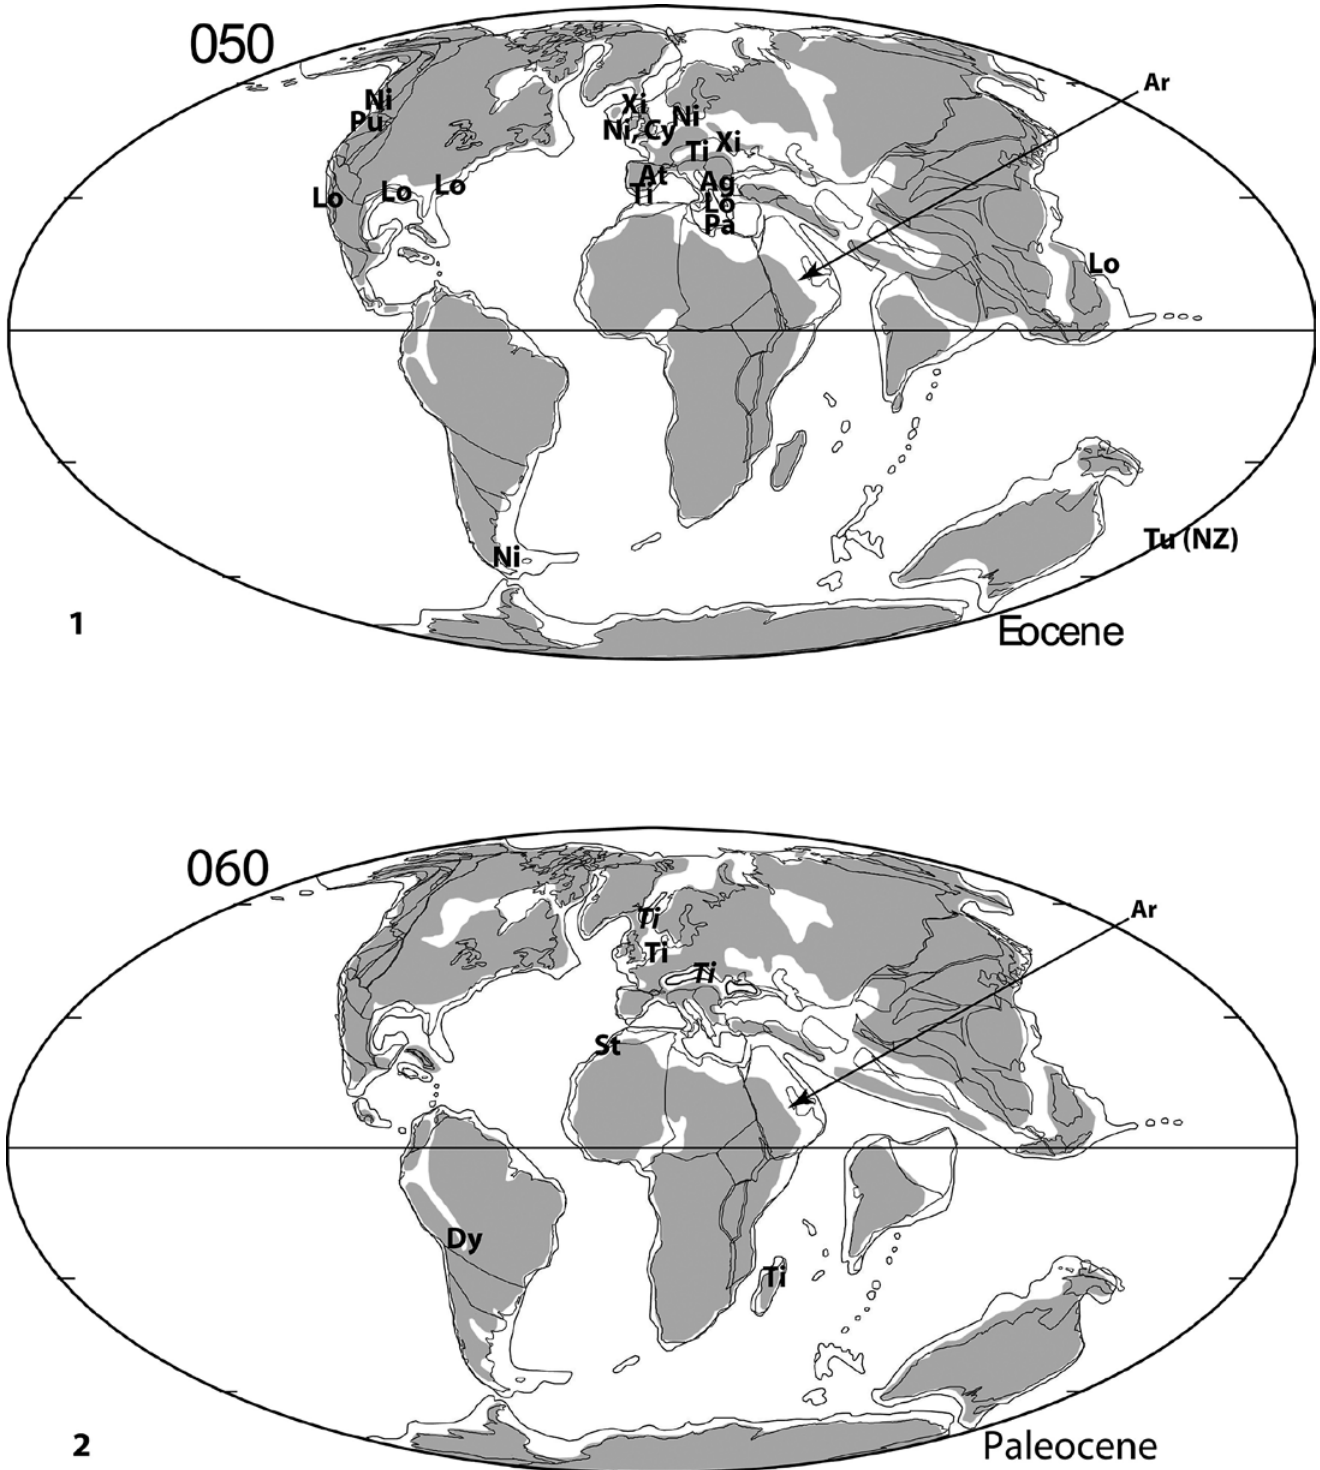 050
Ar
Ni
Pu
Xi
Ni
Ni, Cy
Ti
Xi
At
Ti
Ag
Lo
Pa
Lo
Lo
Lo
Lo
Ni
Tu (NZ)
1
Eocene
060
Ar
Ti
Ti
Ti
St
Dy
Ti
2
Paleocene